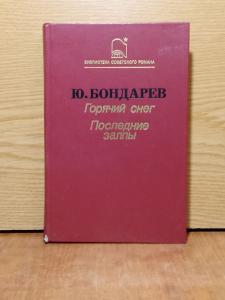 БИБЛИОТЕКА СОВЕТСКОГО РОМАНА
Ю. БОНДАРЕВ
Горячий снег
Последние
залпы